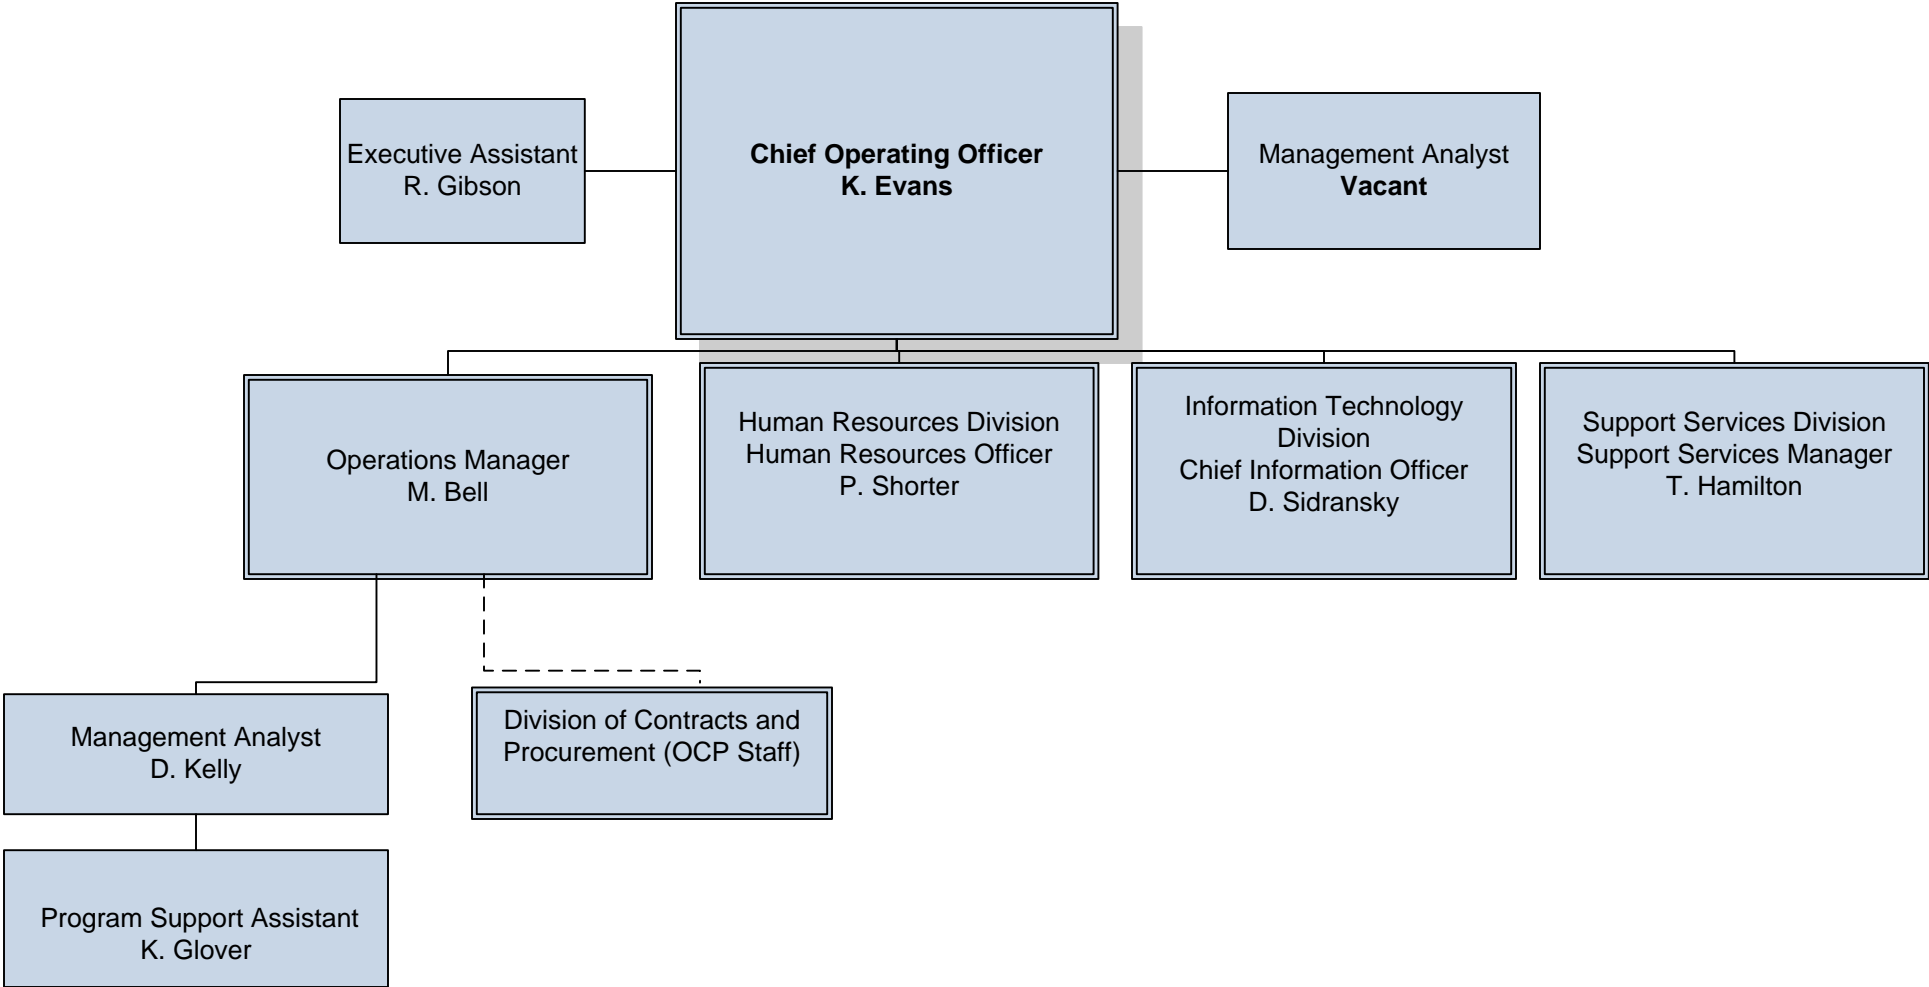 Executive Assistant
R. Gibson
Chief Operating Officer
K. Evans
Management Analyst
Vacant
Operations Manager
M. Bell
Human Resources Division
Human Resources Officer
P. Shorter
Information Technology
Division
Chief Information Officer
D. Sidransky
Support Services Division
Support Services Manager
T. Hamilton
Management Analyst
D. Kelly
Division of Contracts and
Procurement (OCP Staff)
Program Support Assistant
K. Glover